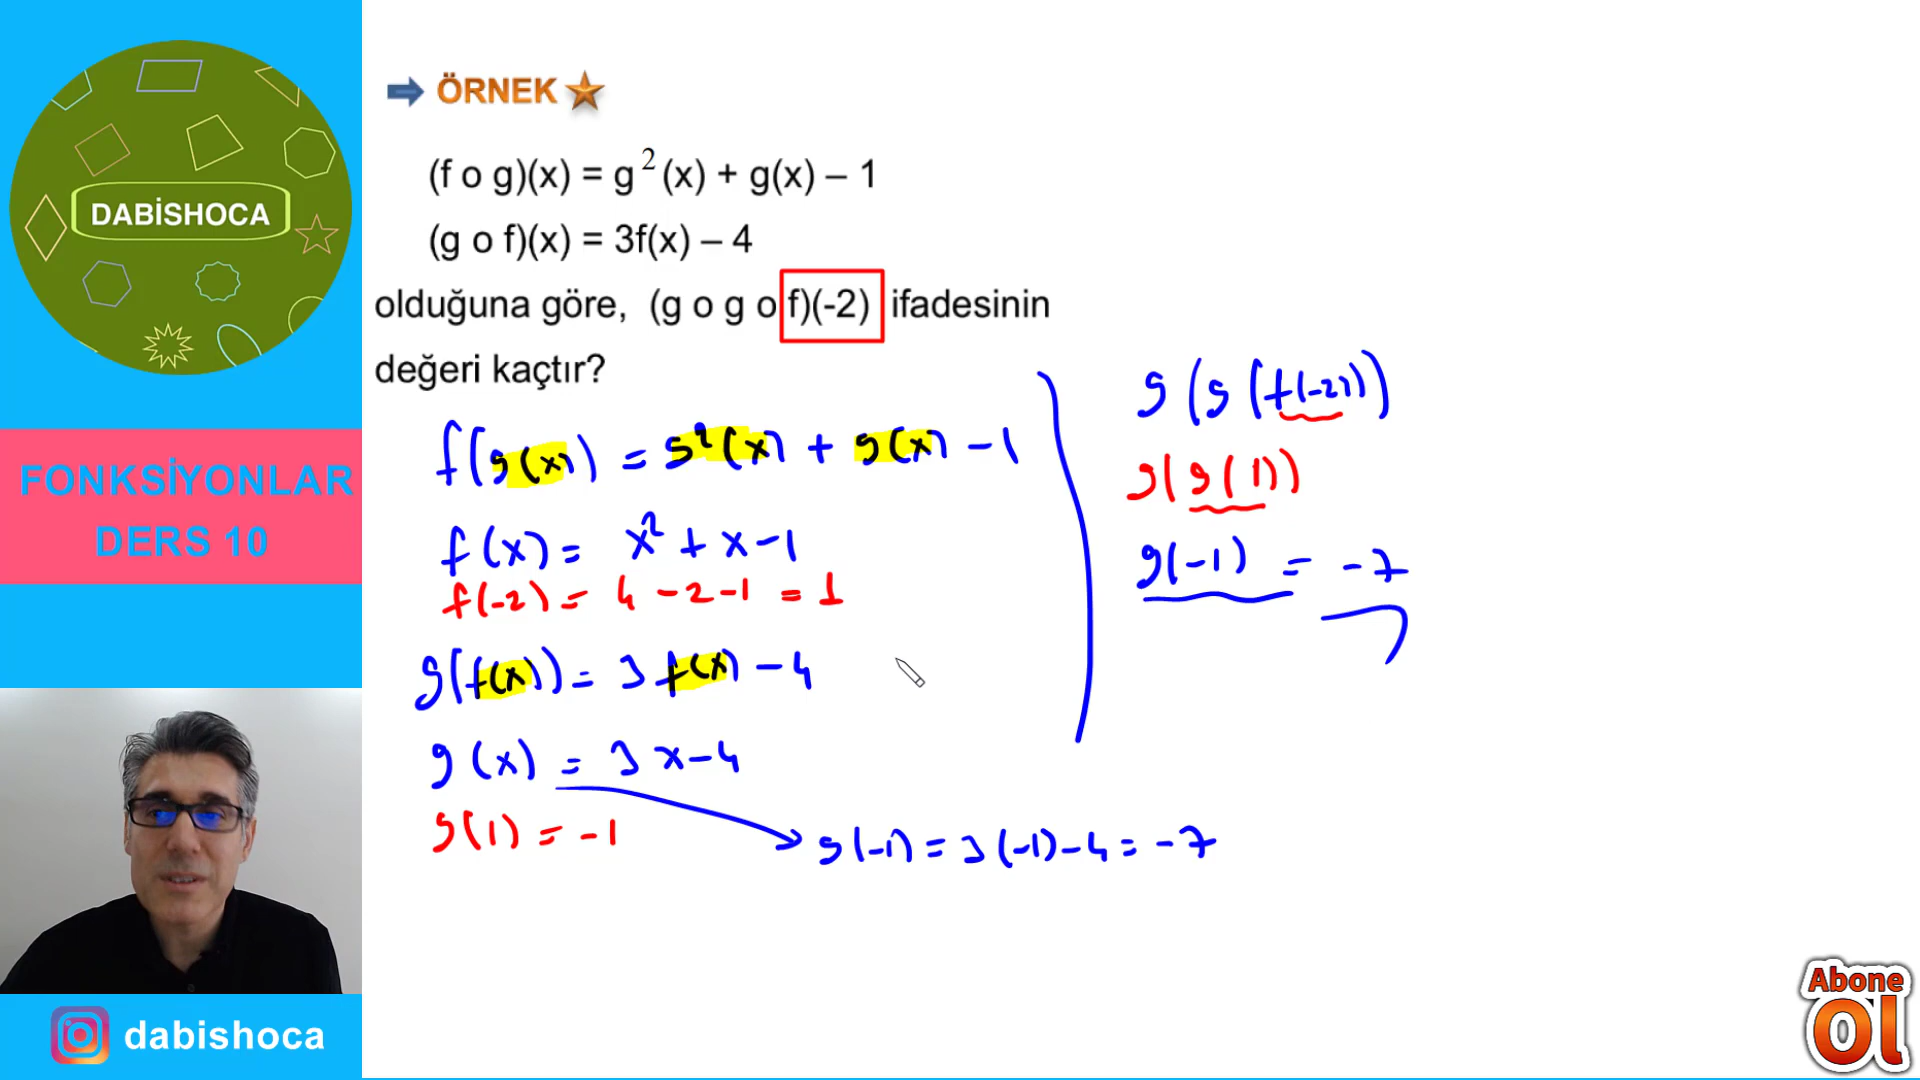 DABİSHOCA
FONKSİYONLAR
DERS 10
dabishoca
ÖRNEK
(f o g)(x) = g²(x) + g(x) – 1
(g o f)(x) = 3f(x) – 4
olduğuna göre, (g o g o f)(-2) ifadesinin
değeri kaçtır?
f(g(x)) = g²(x) + g(x) - 1
f(x) = x² + x - 1
f(-2) = 4 - 2 - 1 = 1
g(f(x)) = 3 f(x) - 4
g(x) = 3x - 4
g(1) = -1
g(-1) = 3(-1) - 4 = -7
g(g(f(-2)))
g(g(1))
g(-1) = -7
Abone
Ol